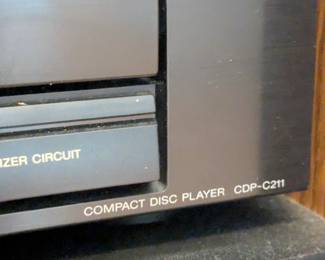 IZER CIRCUIT
COMPACT DISC PLAYER CDP-C211